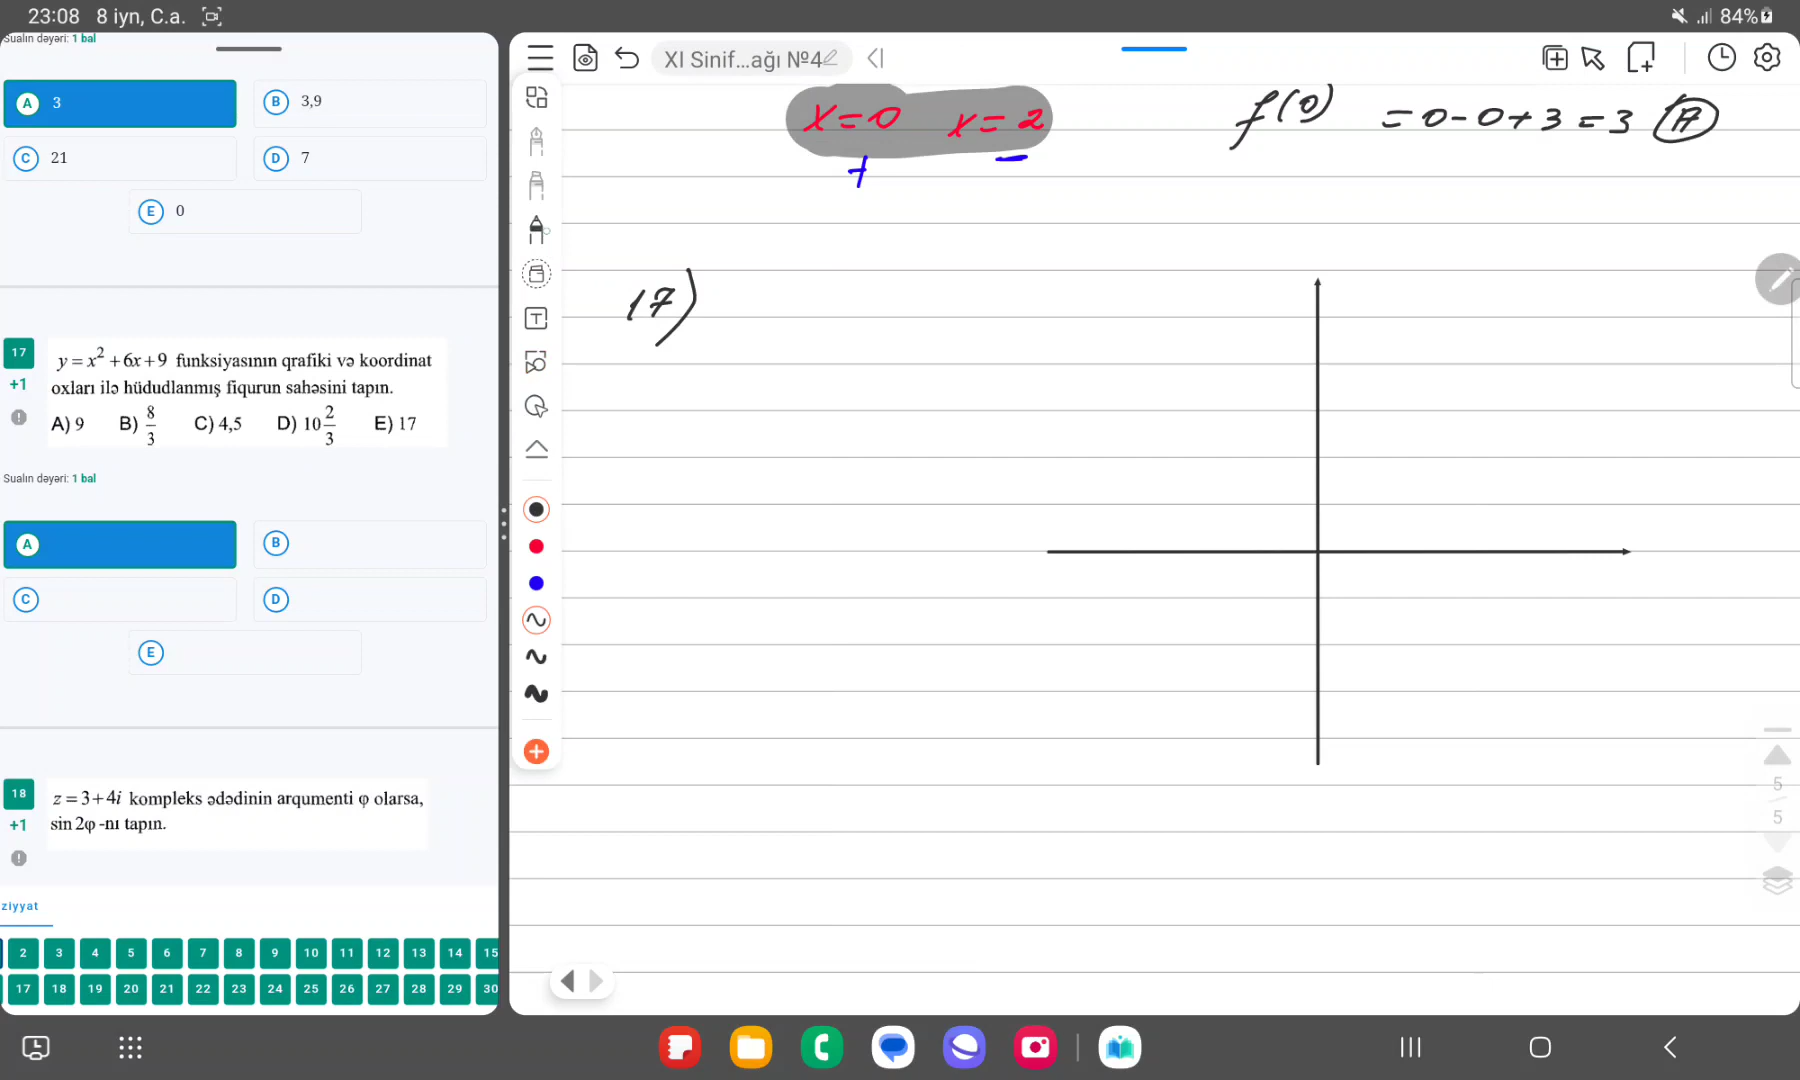 23:08 8 iyn, C.a.
84%
Sualın dəyəri: 1 bal
A 3
B 3,9
C 21
D 7
E 0
17
+1
y = x² + 6x + 9 funksiyasının qrafiki və koordinat
oxları ilə hüdudlanmış fiqurun sahəsini tapın.
A) 9 B) 8/3 C) 4,5 D) 10 2/3 E) 17
Sualın dəyəri: 1 bal
A
B
C
D
E
18
+1
z = 3 + 4i kompleks ədədinin arqumenti φ olarsa,
sin 2φ -nı tapın.
ziyyat
2 3 4 5 6 7 8 9 10 11 12 13 14 15
17 18 19 20 21 22 23 24 25 26 27 28 29 30
XI Sinif...ağı №4
x=0 x=2
+ −
f(0) = 0-0+3 = 3 A
17)
5
5